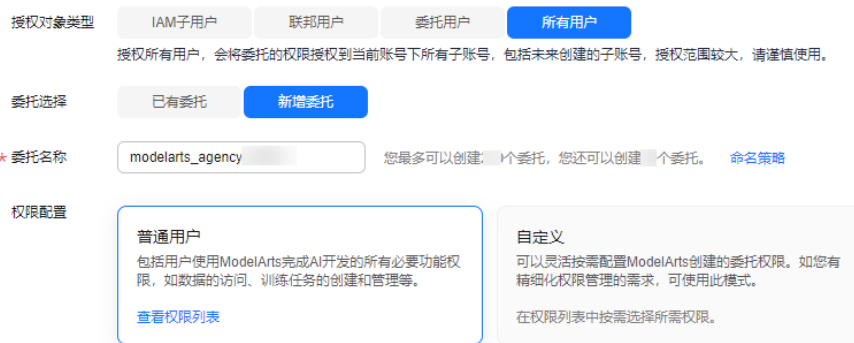 授权对象类型 IAM子用户 联邦用户 委托用户 所有用户
授权所有用户，会将委托的权限授权到当前账号下所有子账号，包括未来创建的子账号，授权范围较大，请谨慎使用。
委托选择 已有委托 新增委托
* 委托名称 modelarts_agency 您最多可以创建 个委托，您还可以创建 个委托。 命名策略
权限配置
普通用户
包括用户使用ModelArts完成AI开发的所有必要功能权
限，如数据的访问、训练任务的创建和管理等。
查看权限列表
自定义
可以灵活按需配置ModelArts创建的委托权限。如您有
精细化权限管理的需求，可使用此模式。
在权限列表中按需选择所需权限。